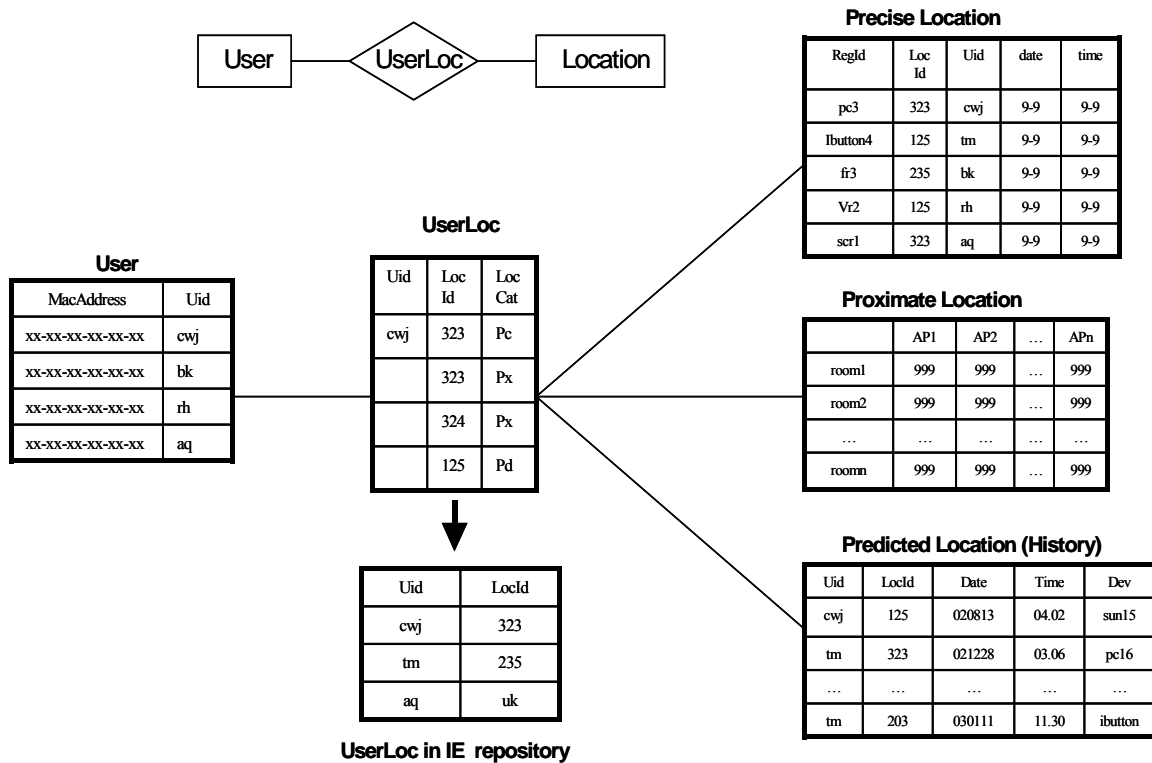 User UserLoc Location
Precise Location
RegId Loc Id Uid date time
pc3 323 cwj 9-9 9-9
Ibutton4 125 tm 9-9 9-9
fr3 235 bk 9-9 9-9
Vr2 125 rh 9-9 9-9
scr1 323 aq 9-9 9-9
User
MacAddress Uid
xx-xx-xx-xx-xx-xx cwj
xx-xx-xx-xx-xx-xx bk
xx-xx-xx-xx-xx-xx rh
xx-xx-xx-xx-xx-xx aq
UserLoc
Uid Loc Id Loc Cat
cwj 323 Pc
323 Px
324 Px
125 Pd
Proximate Location
AP1 AP2 … APn
room1 999 999 … 999
room2 999 999 … 999
… … … … …
roomn 999 999 … 999
Uid LocId
cwj 323
tm 235
aq uk
UserLoc in IE repository
Predicted Location (History)
Uid LocId Date Time Dev
cwj 125 020813 04.02 sun15
tm 323 021228 03.06 pc16
… … … … …
tm 203 030111 11.30 ibutton